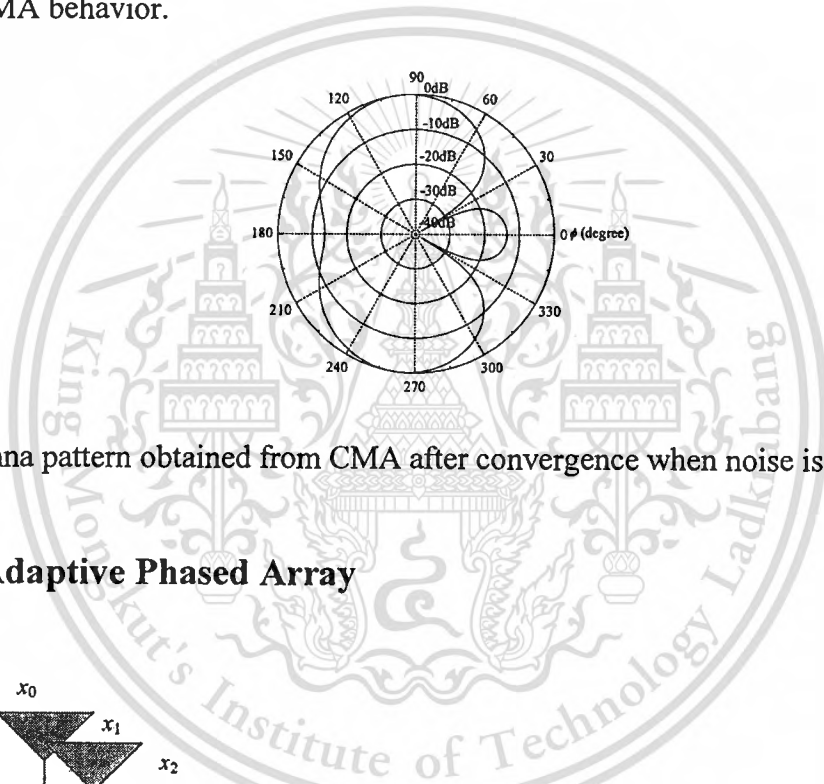 MA behavior.
90
0dB
120
60
-10dB
150
-20dB
30
-30dB
-40dB
180
0 ϕ (degree)
210
330
240
300
270
na pattern obtained from CMA after convergence when noise is
Adaptive Phased Array
x0
x1
x2
King Mongkut's Institute of Technology Ladkrabang